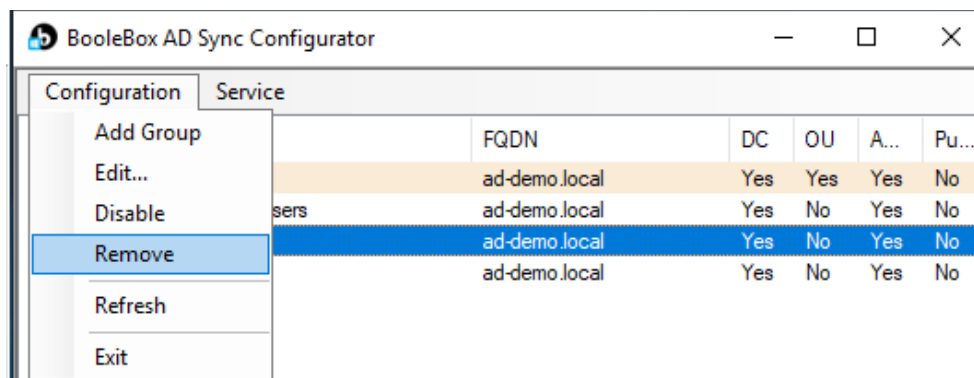 BooleBox AD Sync Configurator
Configuration Service
Add Group FQDN DC OU A... Pu...
Edit... ad-demo.local Yes Yes Yes No
Disable sers ad-demo.local Yes No Yes No
Remove ad-demo.local Yes No Yes No
ad-demo.local Yes No Yes No
Refresh
Exit